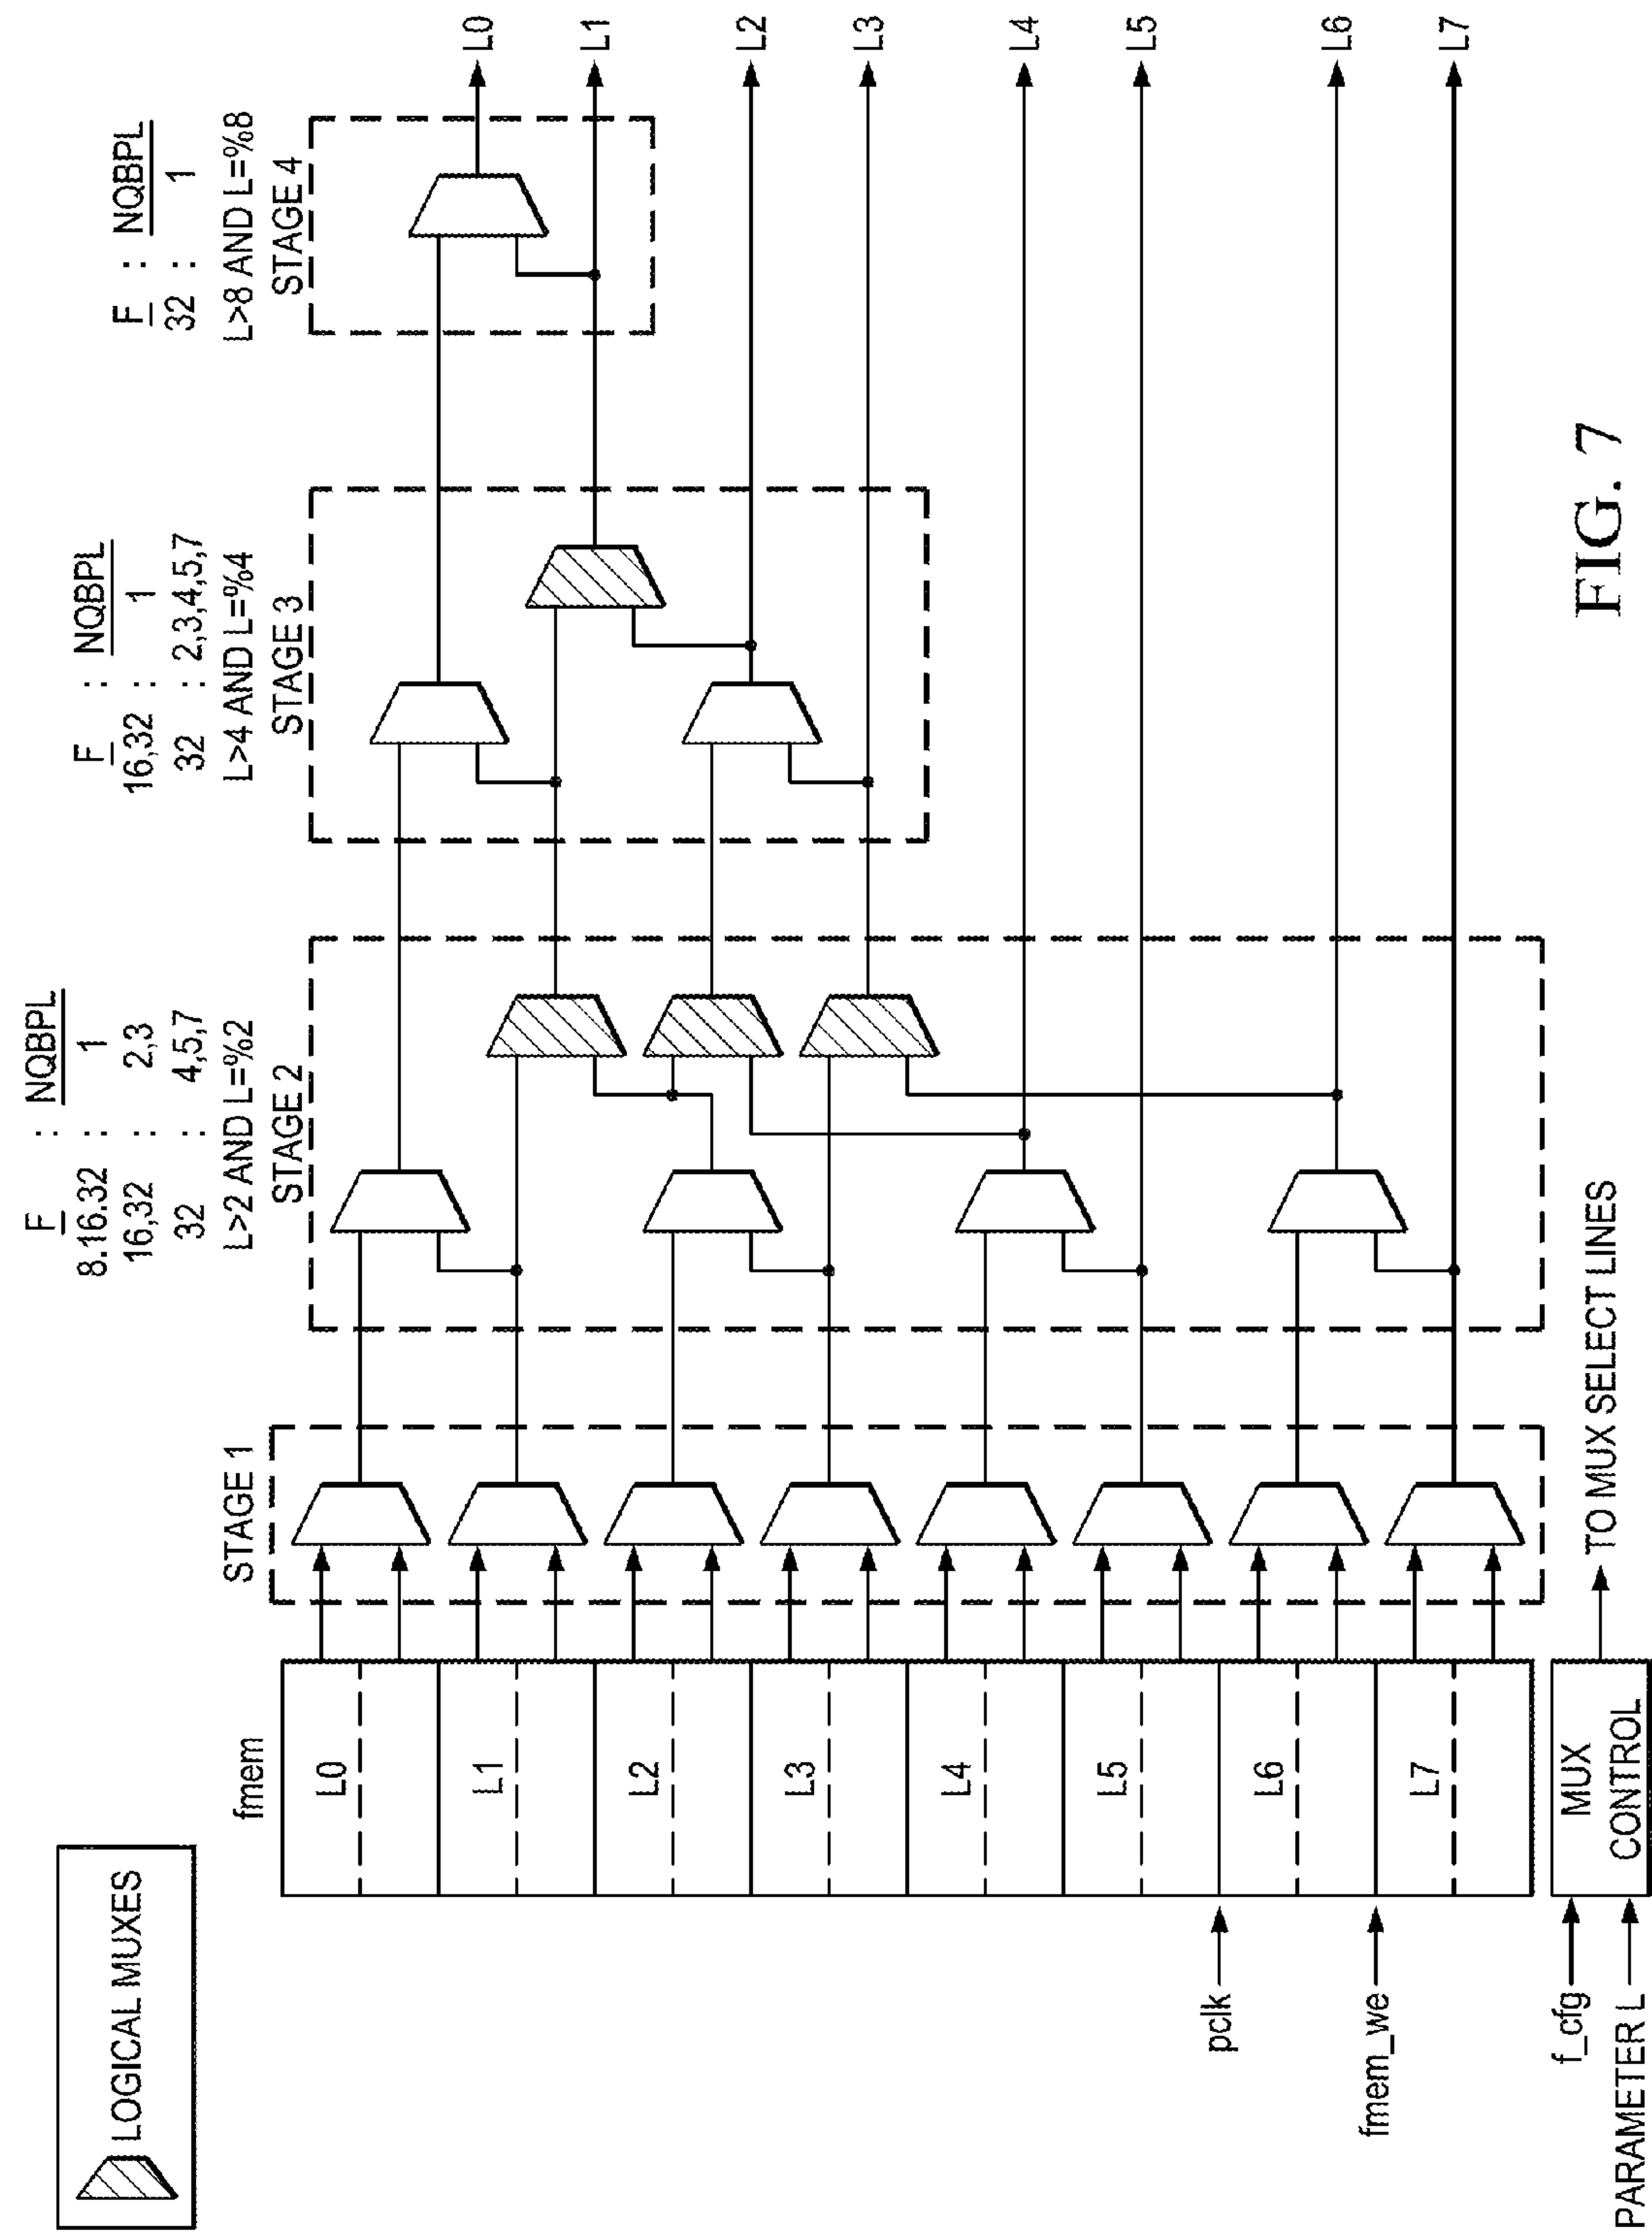 LOGICAL MUXES
F : NQBPL
8.16.32 : 1
16,32 : 2,3
32 : 4,5,7
L>2 AND L=%2
STAGE 2
F : NQBPL
16,32 : 1
32 : 2,3,4,5,7
L>4 AND L=%4
STAGE 3
F : NQBPL
32 : 1
L>8 AND L=%8
STAGE 4
STAGE 1
fmem
L0
L1
L2
L3
L4
L5
L6
L7
L0
L1
L2
L3
L4
L5
L6
L7
pclk
fmem_we
f_cfg
PARAMETER L
MUX
CONTROL
TO MUX SELECT LINES
FIG. 7